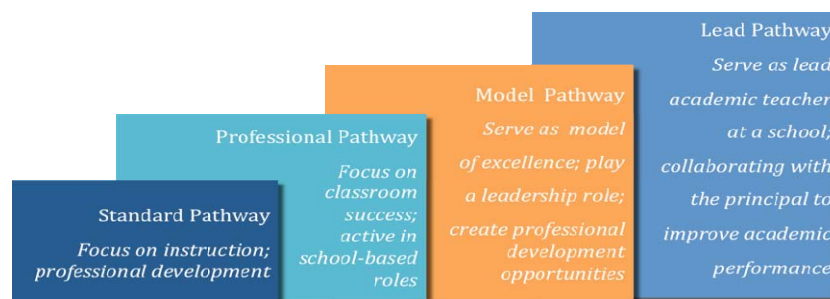 Standard Pathway
Focus on instruction;
professional development
Professional Pathway
Focus on
classroom
success;
active in
school-based
roles
Model Pathway
Serve as model
of excellence; play
a leadership role;
create professional
development
opportunities
Lead Pathway
Serve as lead
academic teacher
at a school;
collaborating with
the principal to
improve academic
performance